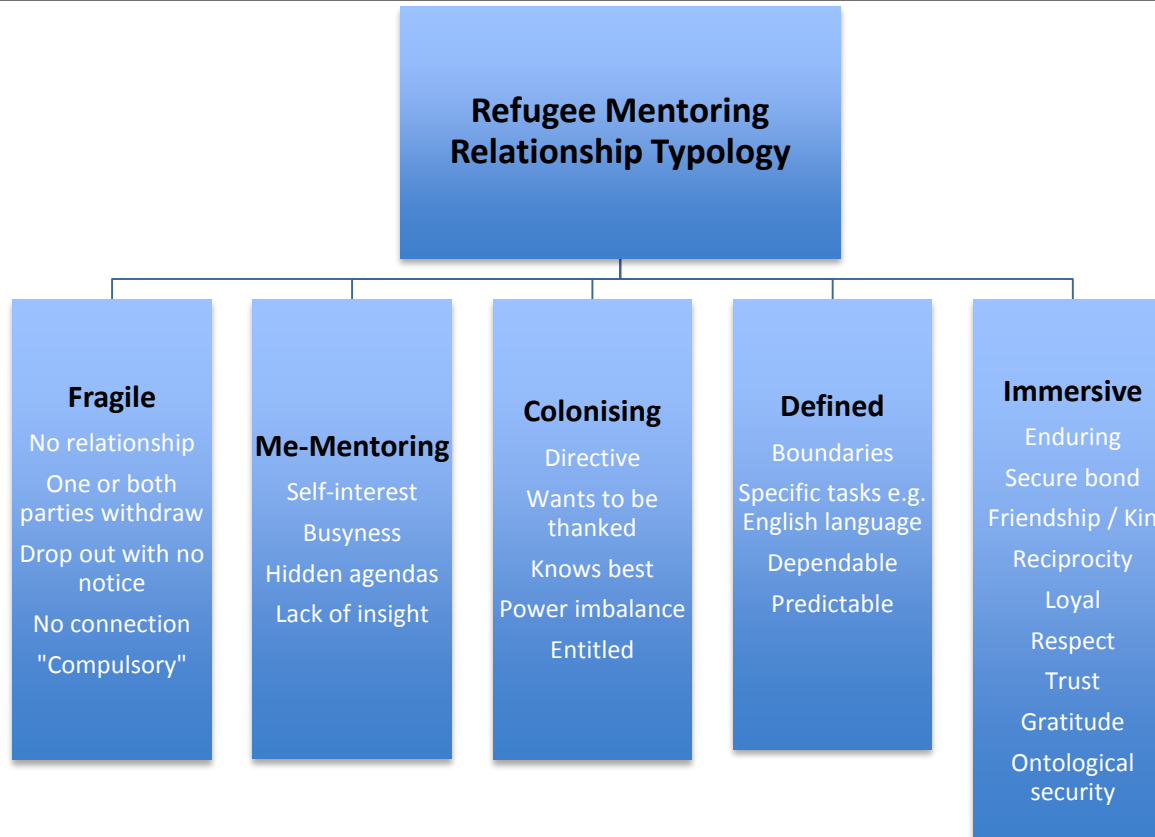 Refugee Mentoring
Relationship Typology
Fragile
No relationship
One or both
parties withdraw
Drop out with no
notice
No connection
"Compulsory"
Me-Mentoring
Self-interest
Busyness
Hidden agendas
Lack of insight
Colonising
Directive
Wants to be
thanked
Knows best
Power imbalance
Entitled
Defined
Boundaries
Specific tasks e.g.
English language
Dependable
Predictable
Immersive
Enduring
Secure bond
Friendship / Kin
Reciprocity
Loyal
Respect
Trust
Gratitude
Ontological
security